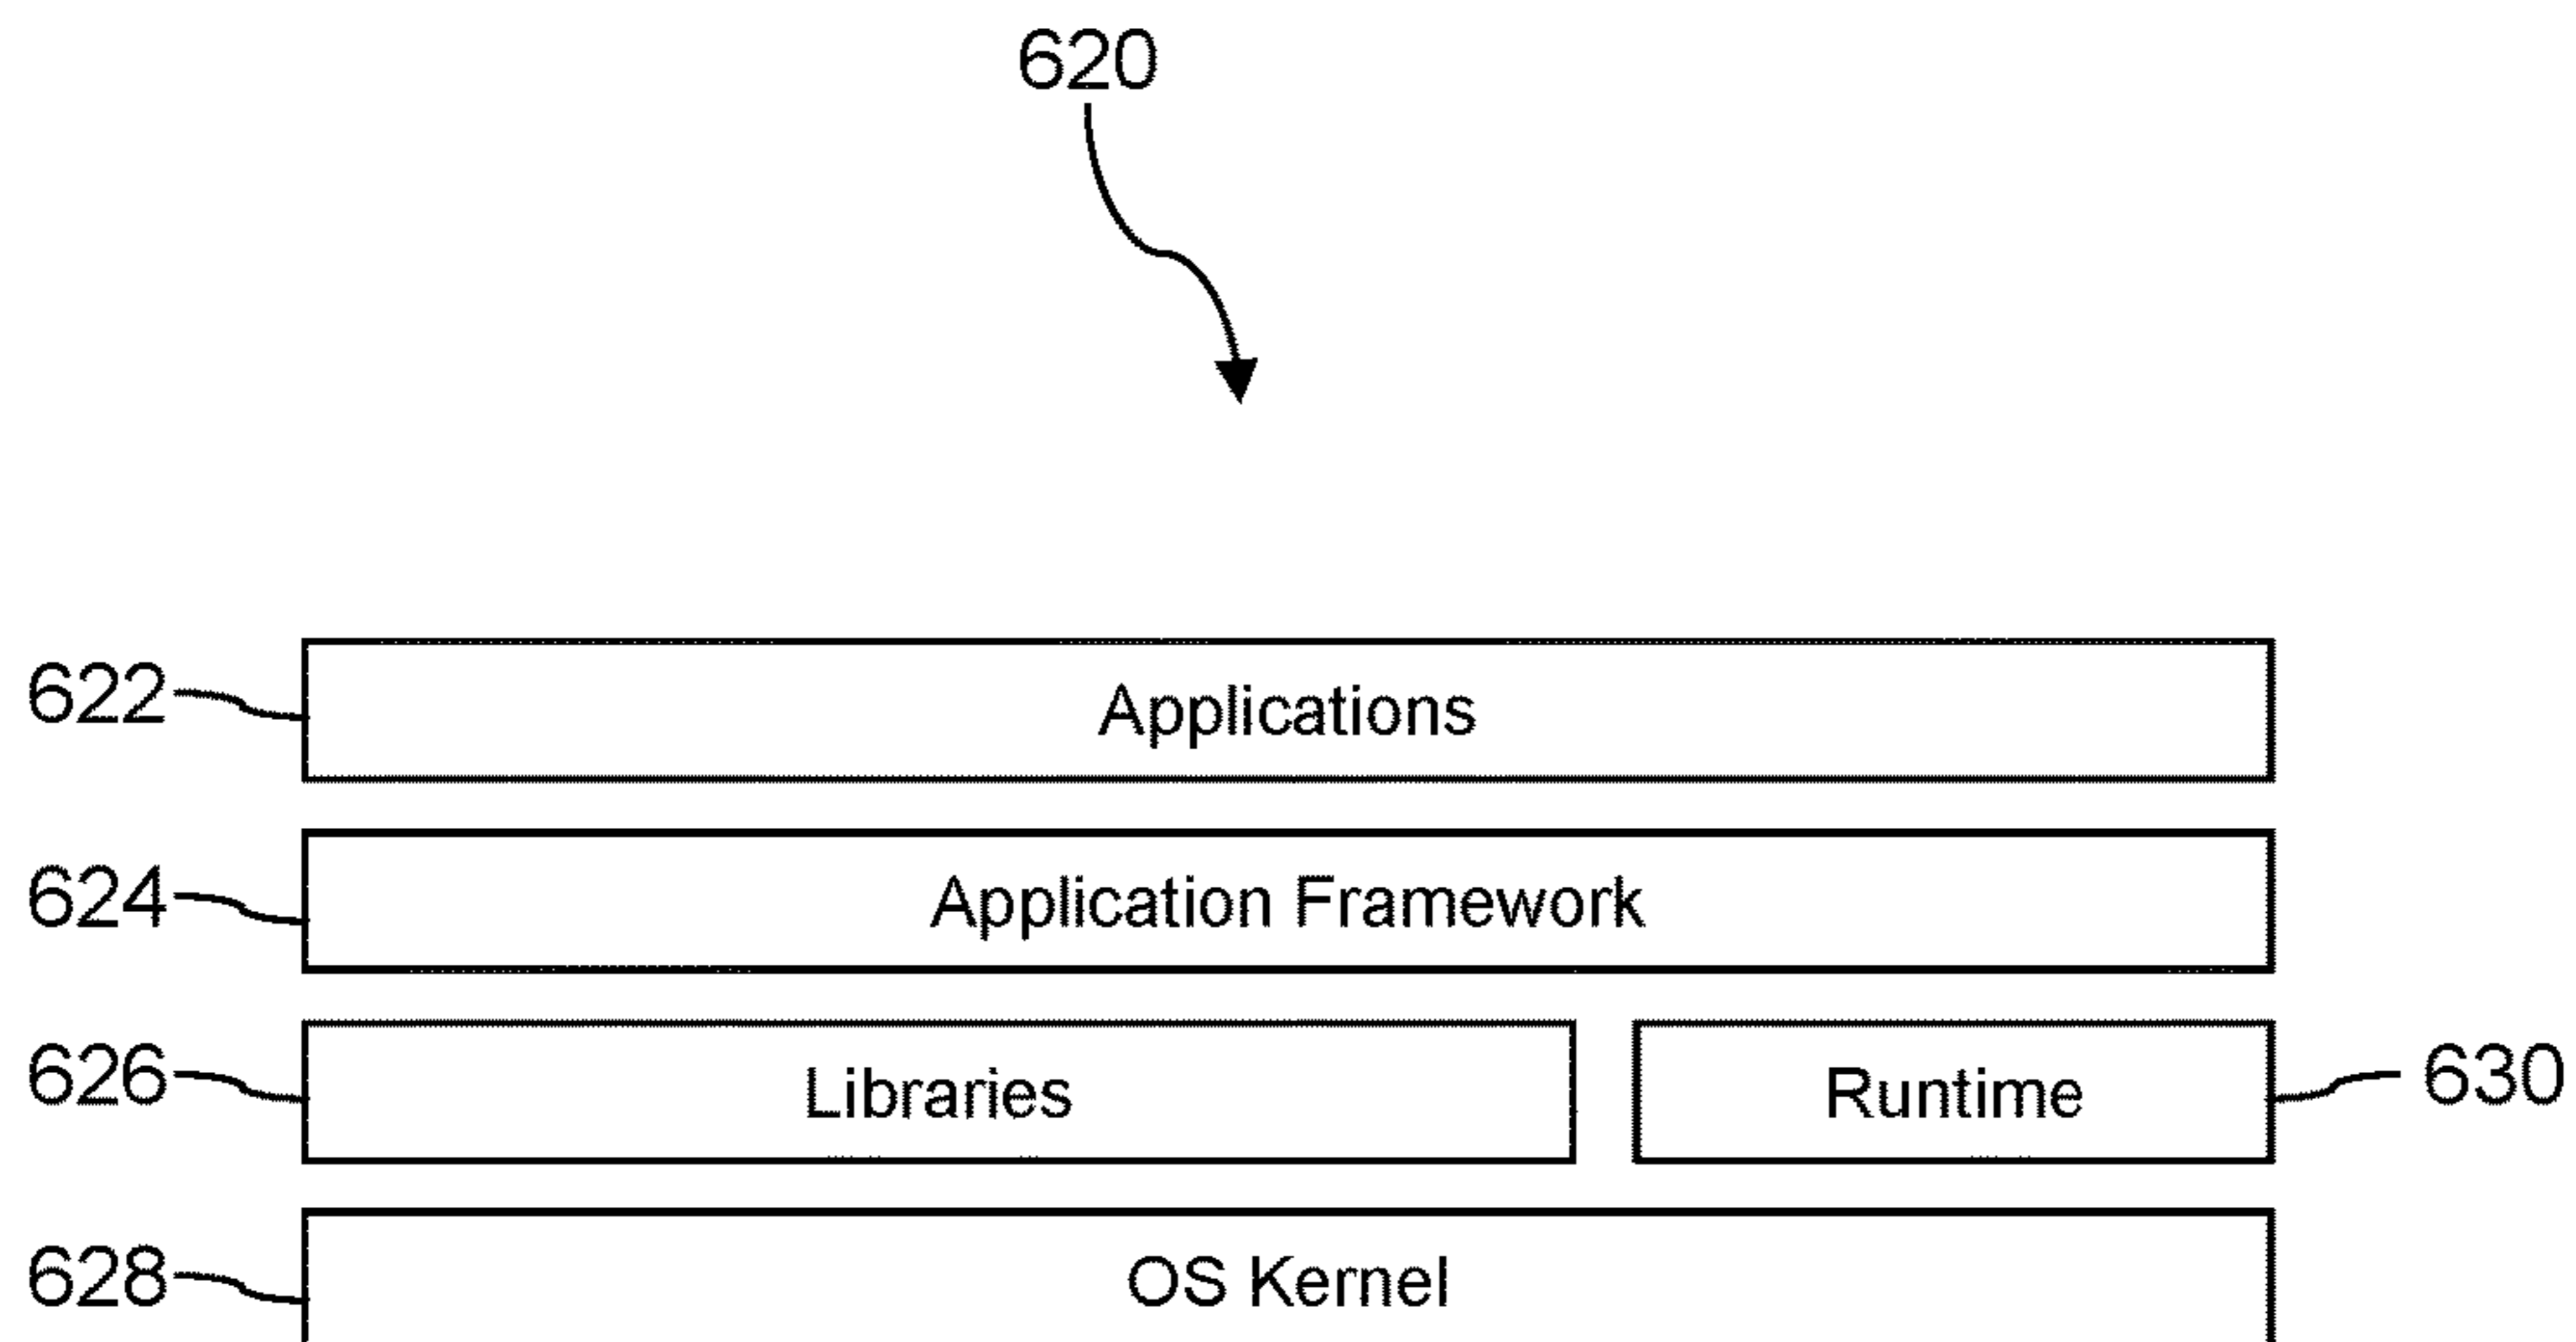 620
622 Applications
624 Application Framework
626 Libraries Runtime 630
628 OS Kernel